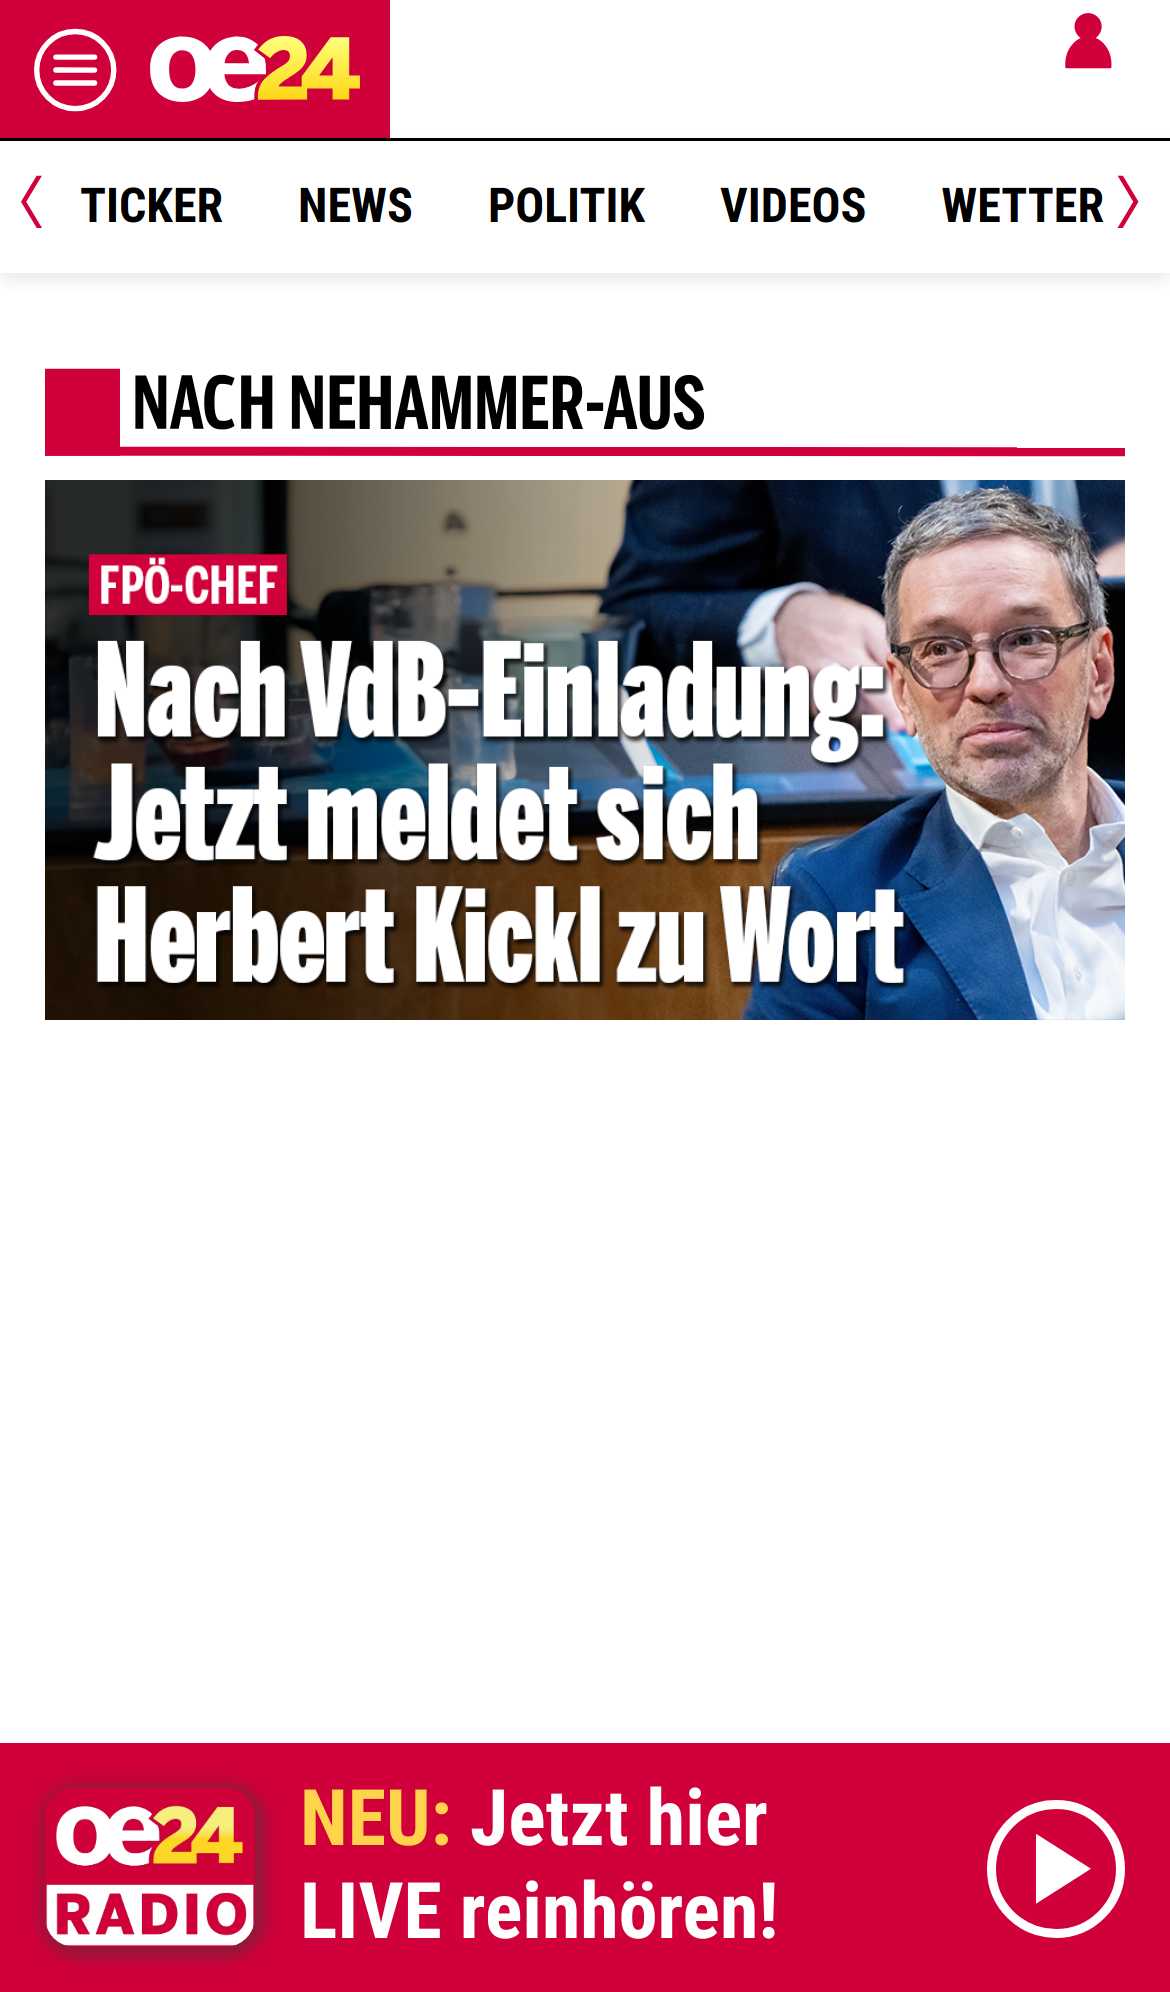 oe24
TICKER NEWS POLITIK VIDEOS WETTER
NACH NEHAMMER-AUS
FPÖ-CHEF
Nach VdB-Einladung:
Jetzt meldet sich
Herbert Kickl zu Wort
oe24
RADIO
NEU: Jetzt hier
LIVE reinhören!